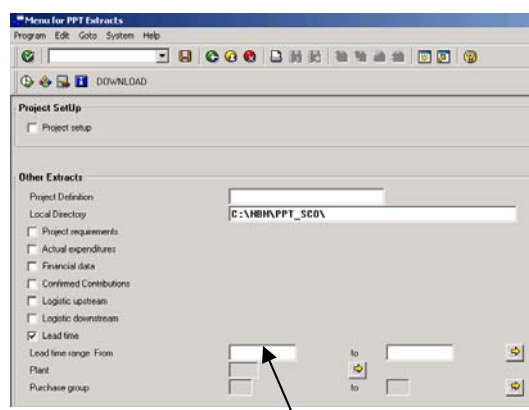 Menu for PPT Extracts
Program Edit Goto System Help
DOWNLOAD
Project SetUp
Project setup
Other Extracts
Project Definition
Local Directory C:\NBM\PPT_SCO\
Project requirements
Actual expenditures
Financial data
Confirmed Contributions
Logistic upstream
Logistic downstream
Lead time
Lead time range From to
Plant
Purchase group to